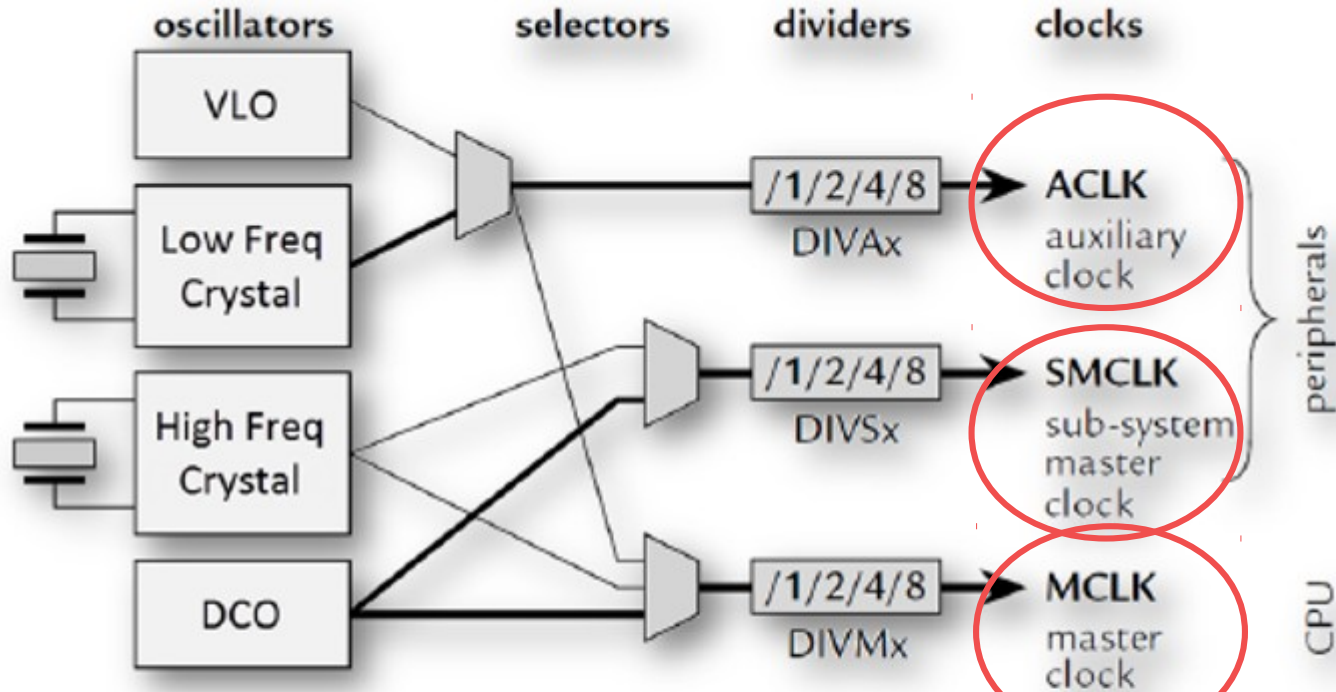 oscillators
selectors
dividers
clocks
VLO
Low Freq
Crystal
High Freq
Crystal
DCO
/1/2/4/8
DIVAx
/1/2/4/8
DIVSx
/1/2/4/8
DIVMx
ACLK
auxiliary
clock
SMCLK
sub-system
master
clock
MCLK
master
clock
peripherals
CPU